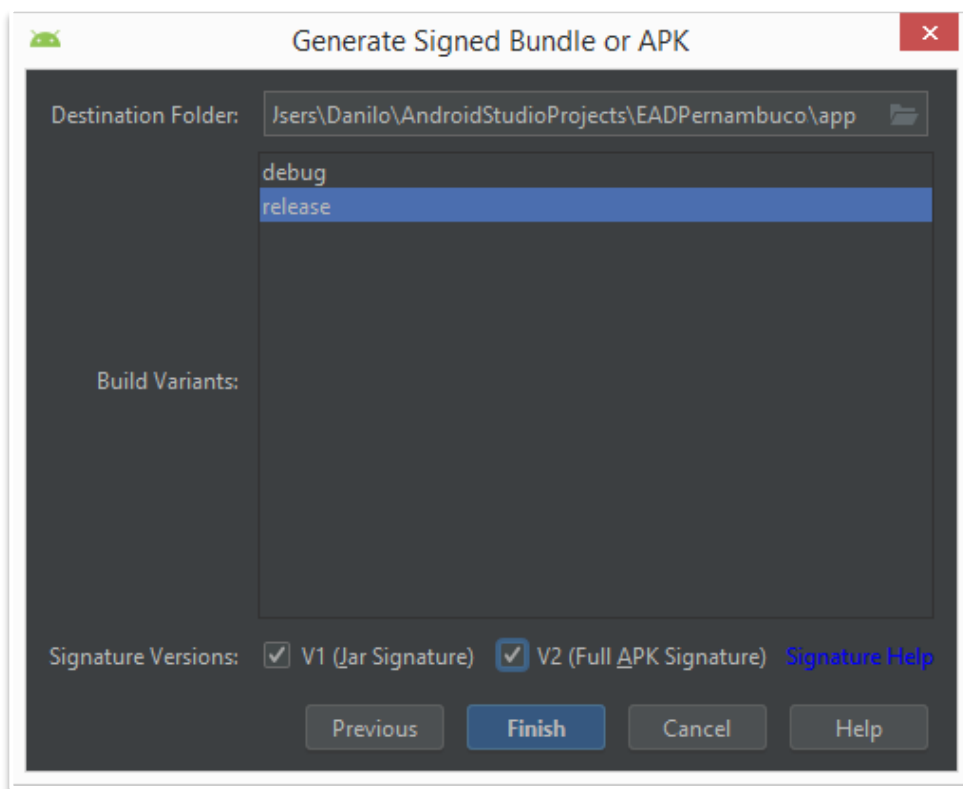 Generate Signed Bundle or APK
Destination Folder: Jsers\Danilo\AndroidStudioProjects\EADPernambuco\app
debug
release
Build Variants:
Signature Versions: V1 (Jar Signature) V2 (Full APK Signature) Signature Help
Previous Finish Cancel Help